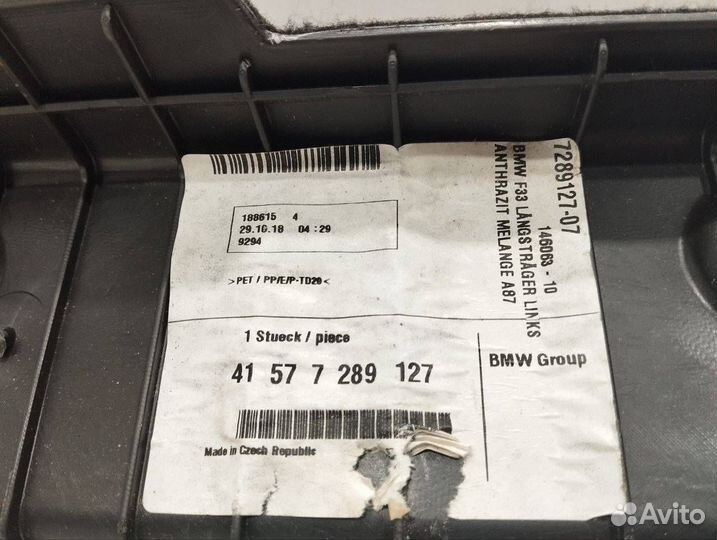 188615 4
29.10.18 04:29
9294
>PET / PP/E/P-TD20<
7289127-07
146063 - 10
BMW F33 LÄNGSTRÄGER LINKS
ANTHRAZIT MELANGE A87
1 Stueck / piece
41 57 7 289 127
BMW Group
Made in Czech Republic
Avito